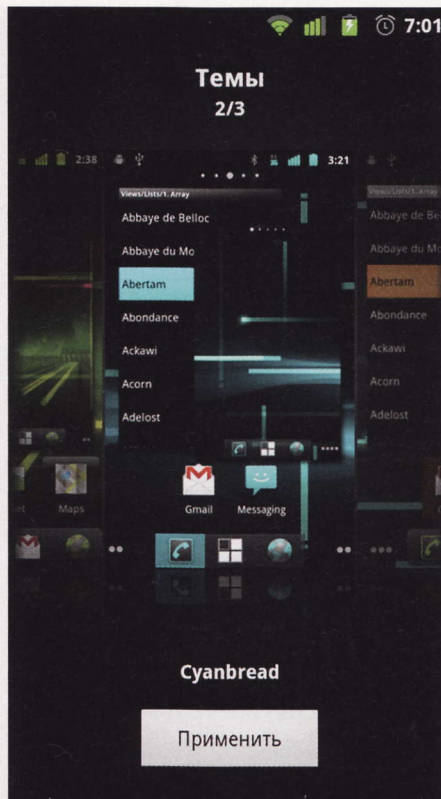 7:01
Темы
2/3
2:38
3:21
Views/Lists/1. Array
Abbaye de Belloc
Abbaye du Mo
Abertam
Abondance
Ackawi
Acorn
Adelost
Gmail
Messaging
Maps
Views/Lists/1. Array
Abbaye de Be
Abbaye du Mo
Abertam
Abondance
Ackawi
Acorn
Adelost
Cyanbread
Применить